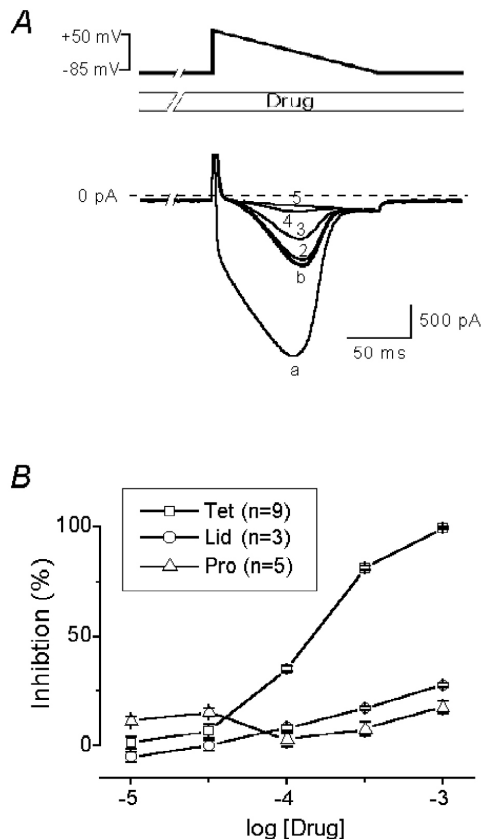 A
+50 mV
-85 mV
Drug
0 pA
5
4
3
2
b
a
500 pA
50 ms
B
Tet (n=9)
Lid (n=3)
Pro (n=5)
100
50
0
Inhibtion (%)
-5
-4
-3
log [Drug]